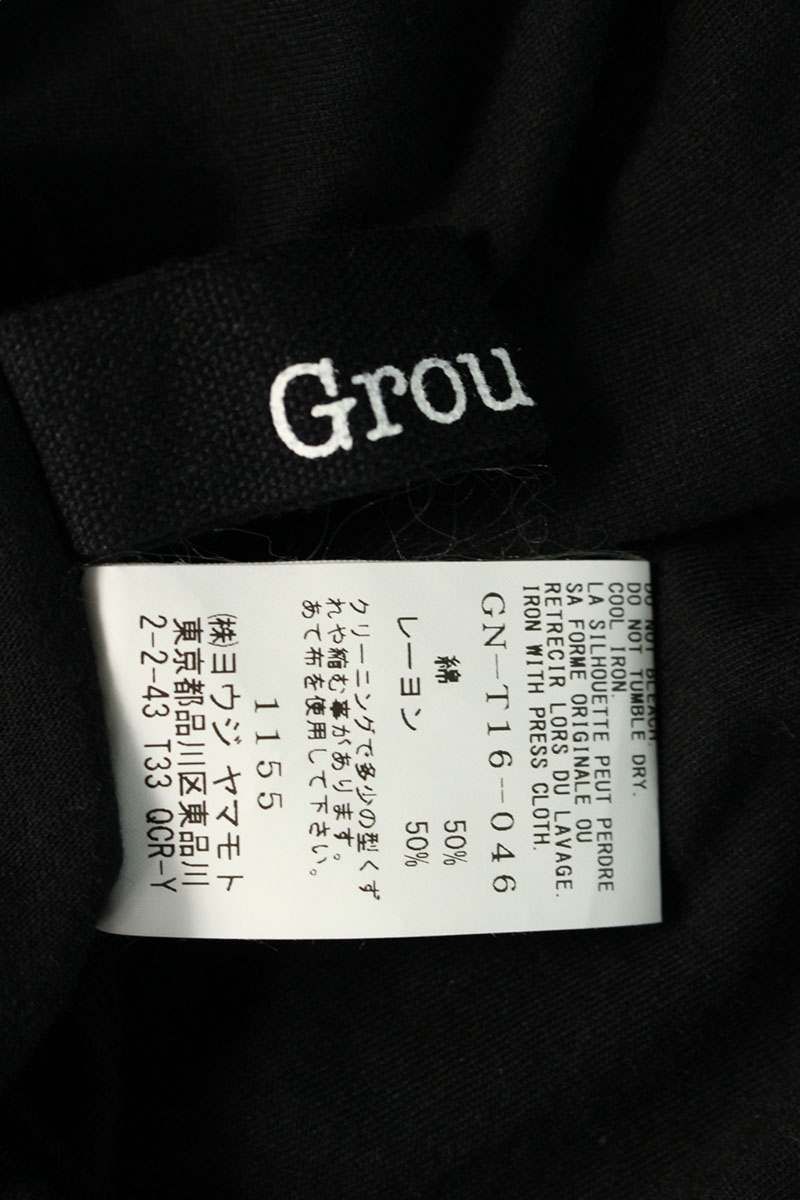 Grou
DO NOT BLEACH.
DO NOT TUMBLE DRY.
COOL IRON.
LA SILHOUETTE PEUT PERDRE
SA FORME ORIGINALE OU
RETRECIR LORS DU LAVAGE.
IRON WITH PRESS CLOTH.
GN-T16-046
綿 50%
レーヨン 50%
クリーニングで多少の型くず
れや縮む事があります。
あて布を使用して下さい。
1155
㈱ヨウジ ヤマモト
東京都品川区東品川
2-2-43 T33 QCR-Y